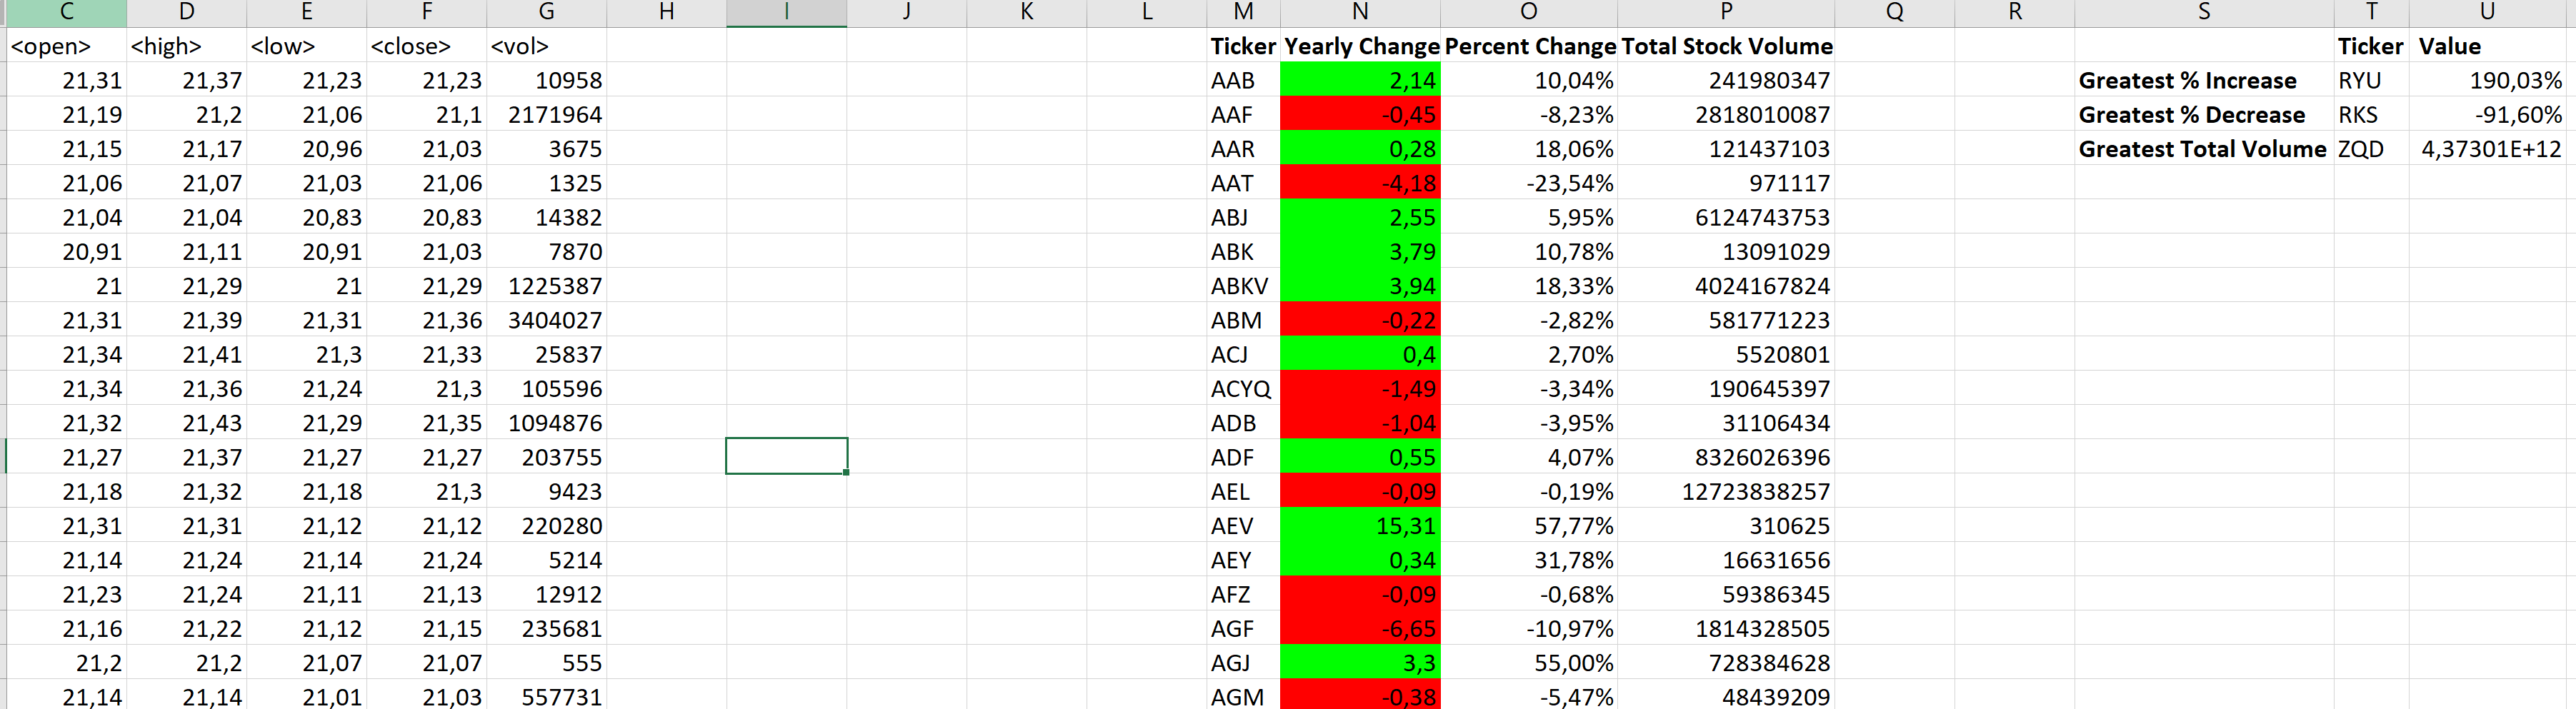 C D E F G H I J K L M N O P Q R S T U
<open> <high> <low> <close> <vol> Ticker Yearly Change Percent Change Total Stock Volume Ticker Value
21,31 21,37 21,23 21,23 10958 AAB 2,14 10,04% 241980347 Greatest % Increase RYU 190,03%
21,19 21,2 21,06 21,1 2171964 AAF -0,45 -8,23% 2818010087 Greatest % Decrease RKS -91,60%
21,15 21,17 20,96 21,03 3675 AAR 0,28 18,06% 121437103 Greatest Total Volume ZQD 4,37301E+12
21,06 21,07 21,03 21,06 1325 AAT -4,18 -23,54% 971117
21,04 21,04 20,83 20,83 14382 ABJ 2,55 5,95% 6124743753
20,91 21,11 20,91 21,03 7870 ABK 3,79 10,78% 13091029
21 21,29 21 21,29 1225387 ABKV 3,94 18,33% 4024167824
21,31 21,39 21,31 21,36 3404027 ABM -0,22 -2,82% 581771223
21,34 21,41 21,3 21,33 25837 ACJ 0,4 2,70% 5520801
21,34 21,36 21,24 21,3 105596 ACYQ -1,49 -3,34% 190645397
21,32 21,43 21,29 21,35 1094876 ADB -1,04 -3,95% 31106434
21,27 21,37 21,27 21,27 203755 ADF 0,55 4,07% 8326026396
21,18 21,32 21,18 21,3 9423 AEL -0,09 -0,19% 12723838257
21,31 21,31 21,12 21,12 220280 AEV 15,31 57,77% 310625
21,14 21,24 21,14 21,24 5214 AEY 0,34 31,78% 16631656
21,23 21,24 21,11 21,13 12912 AFZ -0,09 -0,68% 59386345
21,16 21,22 21,12 21,15 235681 AGF -6,65 -10,97% 1814328505
21,2 21,2 21,07 21,07 555 AGJ 3,3 55,00% 728384628
21,14 21,14 21,01 21,03 557731 AGM -0,38 -5,47% 48439209